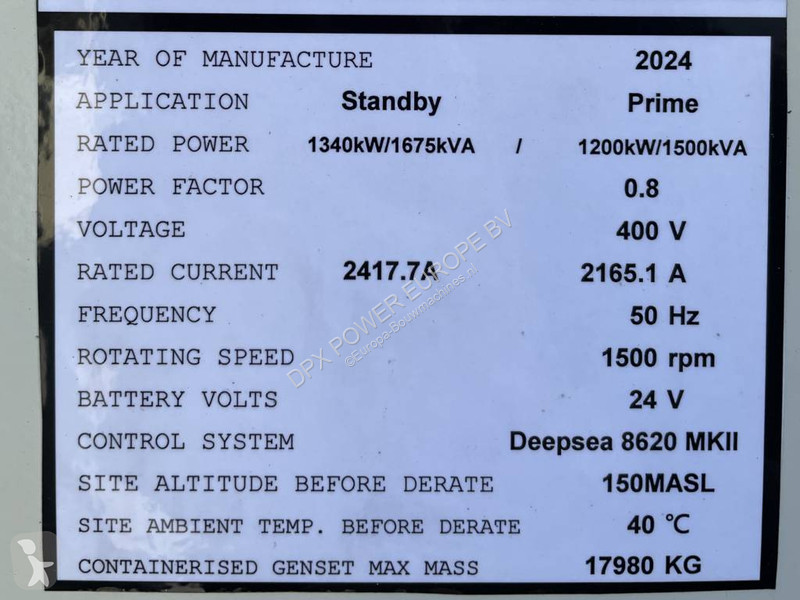 YEAR OF MANUFACTURE 2024
APPLICATION Standby Prime
RATED POWER 1340kW/1675kVA / 1200kW/1500kVA
POWER FACTOR 0.8
VOLTAGE 400 V
RATED CURRENT 2417.7A 2165.1 A
FREQUENCY 50 Hz
ROTATING SPEED 1500 rpm
BATTERY VOLTS 24 V
CONTROL SYSTEM Deepsea 8620 MKII
SITE ALTITUDE BEFORE DERATE 150MASL
SITE AMBIENT TEMP. BEFORE DERATE 40 ℃
CONTAINERISED GENSET MAX MASS 17980 KG
DPX POWER EUROPE BV
©Europa-Bouwmachines.nl